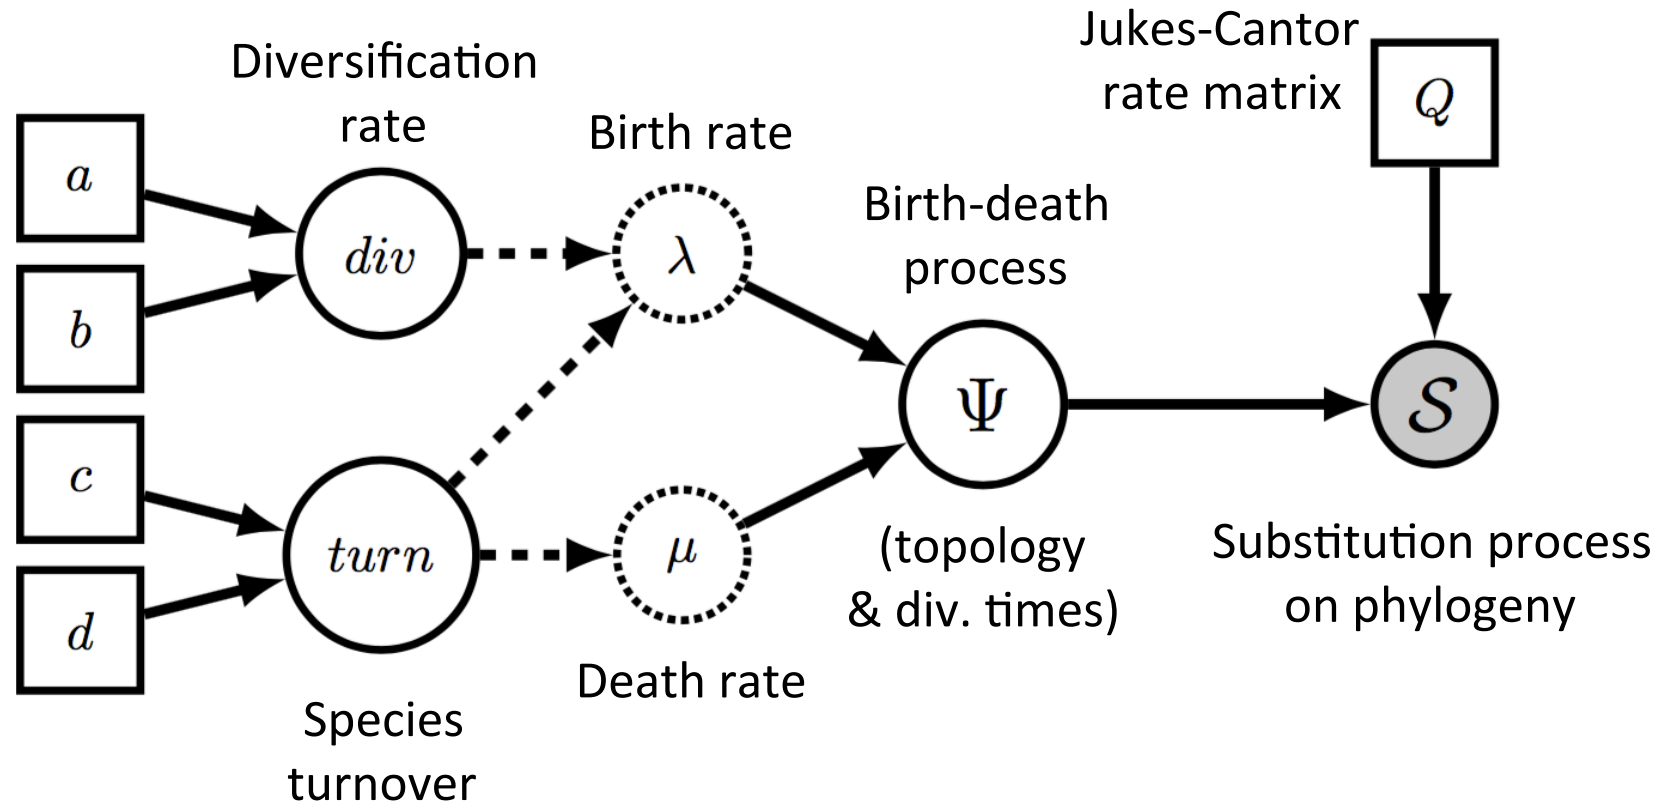 Diversification
rate
a
b
div
c
d
turn
Species
turnover
Birth rate
λ
μ
Death rate
Birth-death
process
Ψ
(topology
& div. times)
Jukes-Cantor
rate matrix
Q
S
Substitution process
on phylogeny